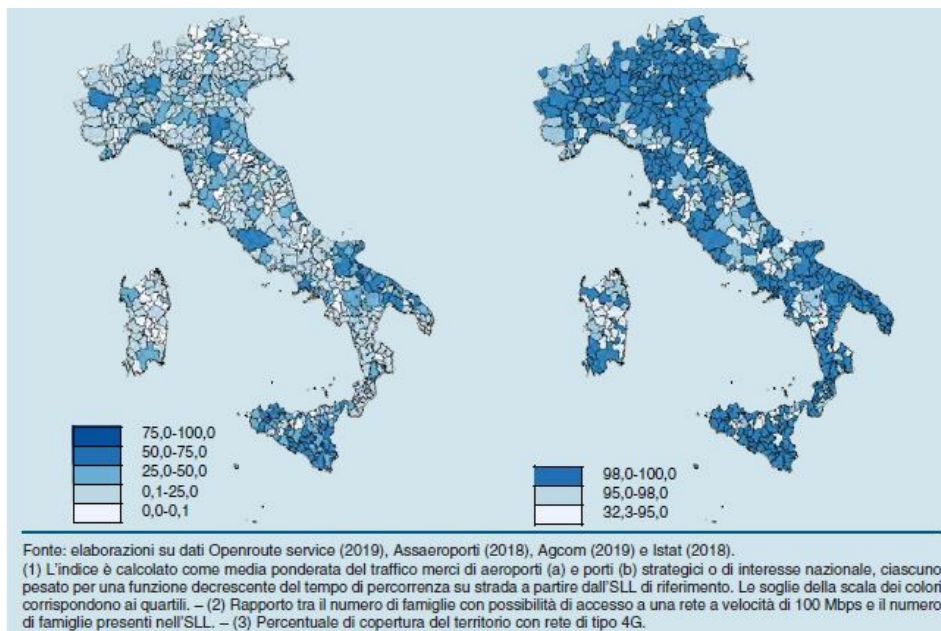 75,0-100,0
50,0-75,0
25,0-50,0
0,1-25,0
0,0-0,1
98,0-100,0
95,0-98,0
32,3-95,0
Fonte: elaborazioni su dati Openroute service (2019), Assaeroporti (2018), Agcom (2019) e Istat (2018).
(1) L'indice è calcolato come media ponderata del traffico merci di aeroporti (a) e porti (b) strategici o di interesse nazionale, ciascuno
pesato per una funzione decrescente del tempo di percorrenza su strada a partire dall'SLL di riferimento. Le soglie della scala dei colori
corrispondono ai quartili. – (2) Rapporto tra il numero di famiglie con possibilità di accesso a una rete a velocità di 100 Mbps e il numero
di famiglie presenti nell'SLL. – (3) Percentuale di copertura del territorio con rete di tipo 4G.